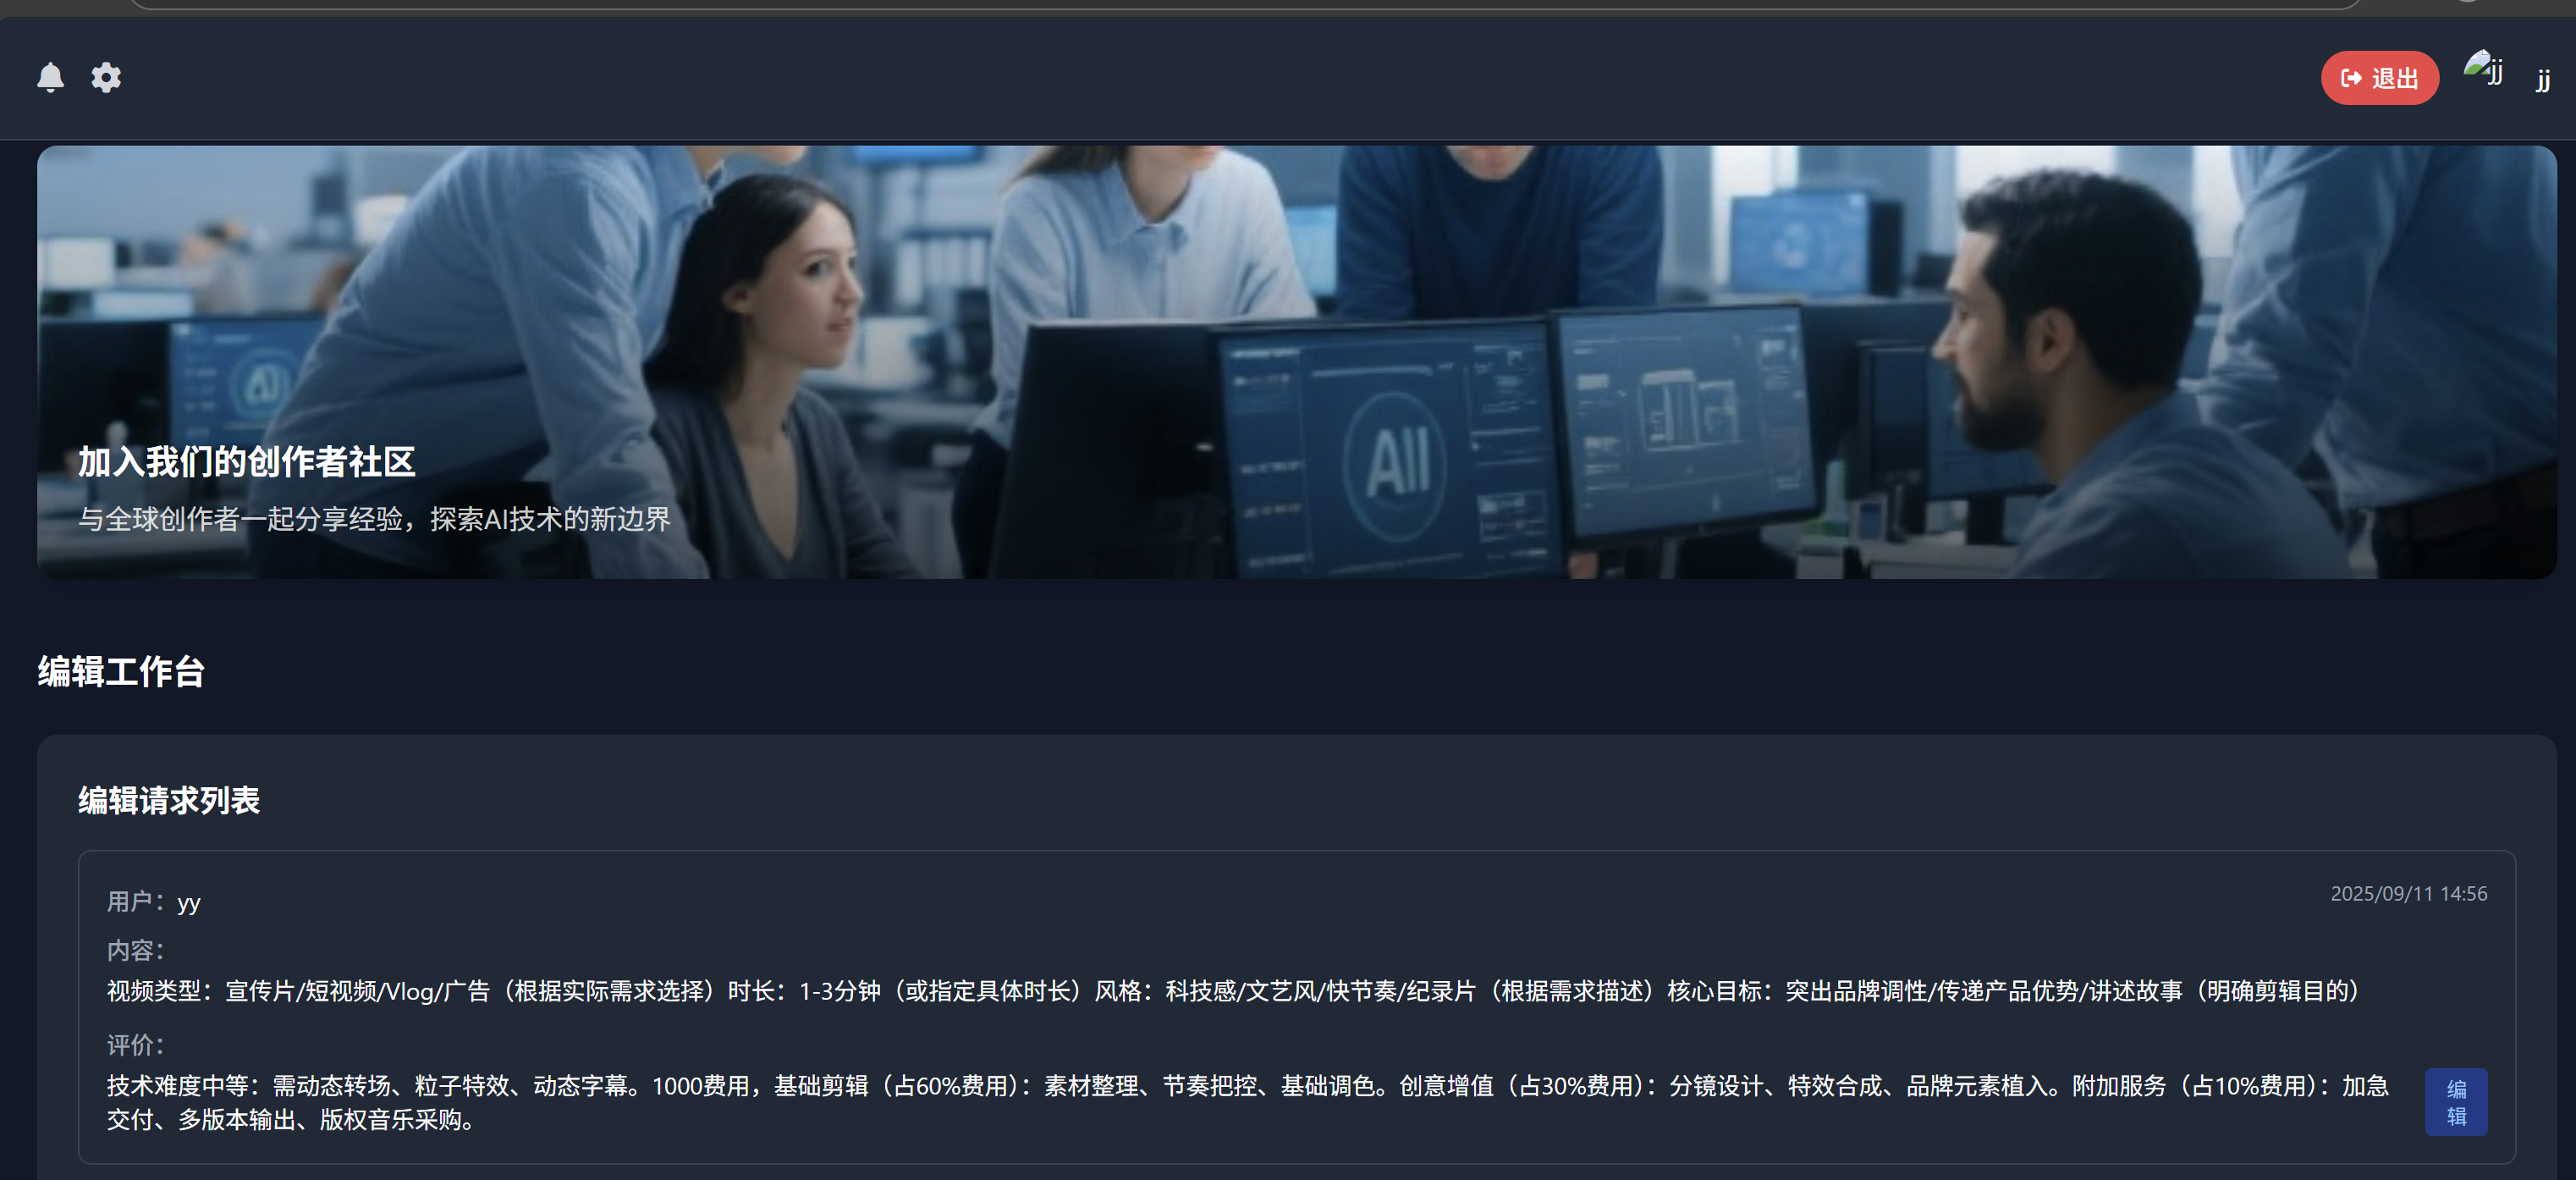 退出
jj
jj
AI
AII
加入我们的创作者社区
与全球创作者一起分享经验，探索AI技术的新边界
编辑工作台
编辑请求列表
用户：yy
2025/09/11 14:56
内容：
视频类型：宣传片/短视频/Vlog/广告（根据实际需求选择）时长：1-3分钟（或指定具体时长）风格：科技感/文艺风/快节奏/纪录片（根据需求描述）核心目标：突出品牌调性/传递产品优势/讲述故事（明确剪辑目的）
评价：
技术难度中等：需动态转场、粒子特效、动态字幕。1000费用，基础剪辑（占60%费用）：素材整理、节奏把控、基础调色。创意增值（占30%费用）：分镜设计、特效合成、品牌元素植入。附加服务（占10%费用）：加急
交付、多版本输出、版权音乐采购。
编
辑